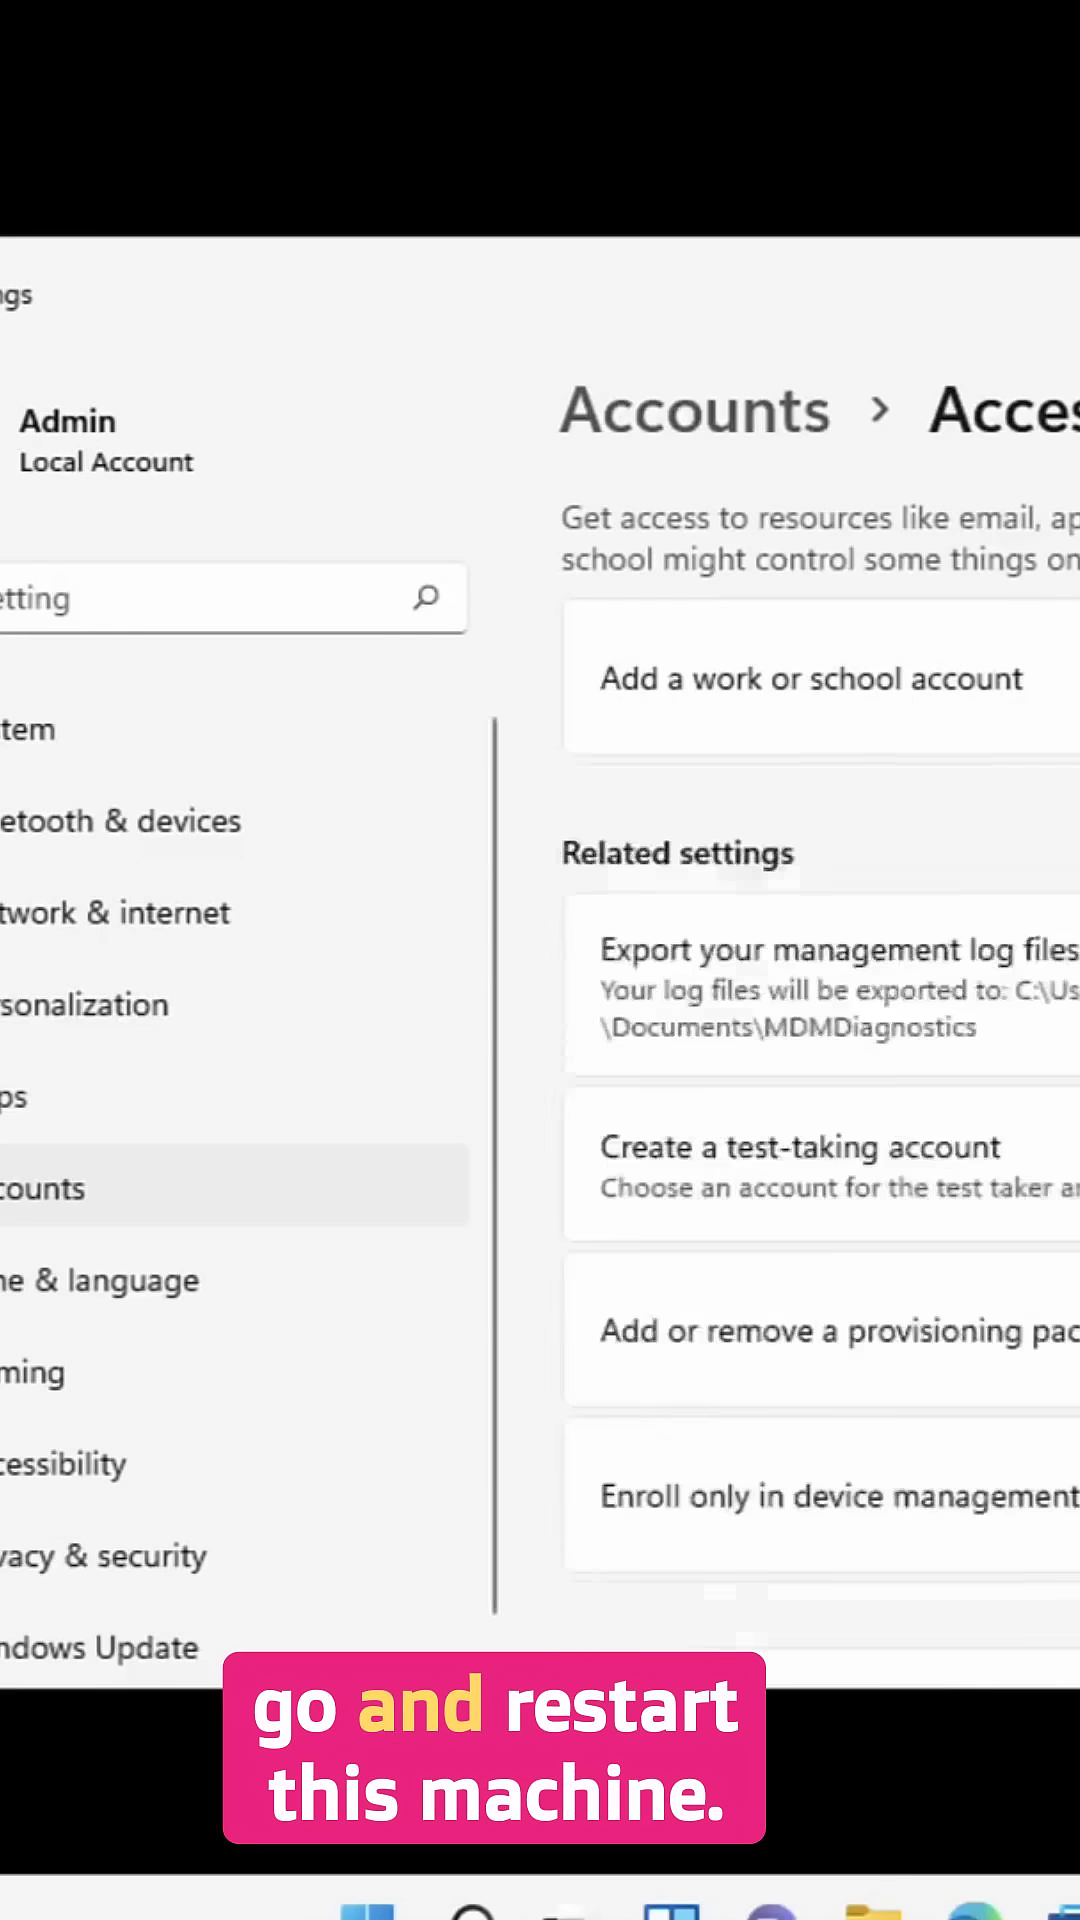 ngs
Admin
Local Account
etting
tem
etooth & devices
twork & internet
sonalization
ps
counts
ne & language
ming
cessibility
vacy & security
ndows Update
Accounts > Acces
Get access to resources like email, ap
school might control some things on
Add a work or school account
Related settings
Export your management log files
Your log files will be exported to: C:\Us
\Documents\MDMDiagnostics
Create a test-taking account
Choose an account for the test taker a
Add or remove a provisioning pac
Enroll only in device management
go and restart
this machine.